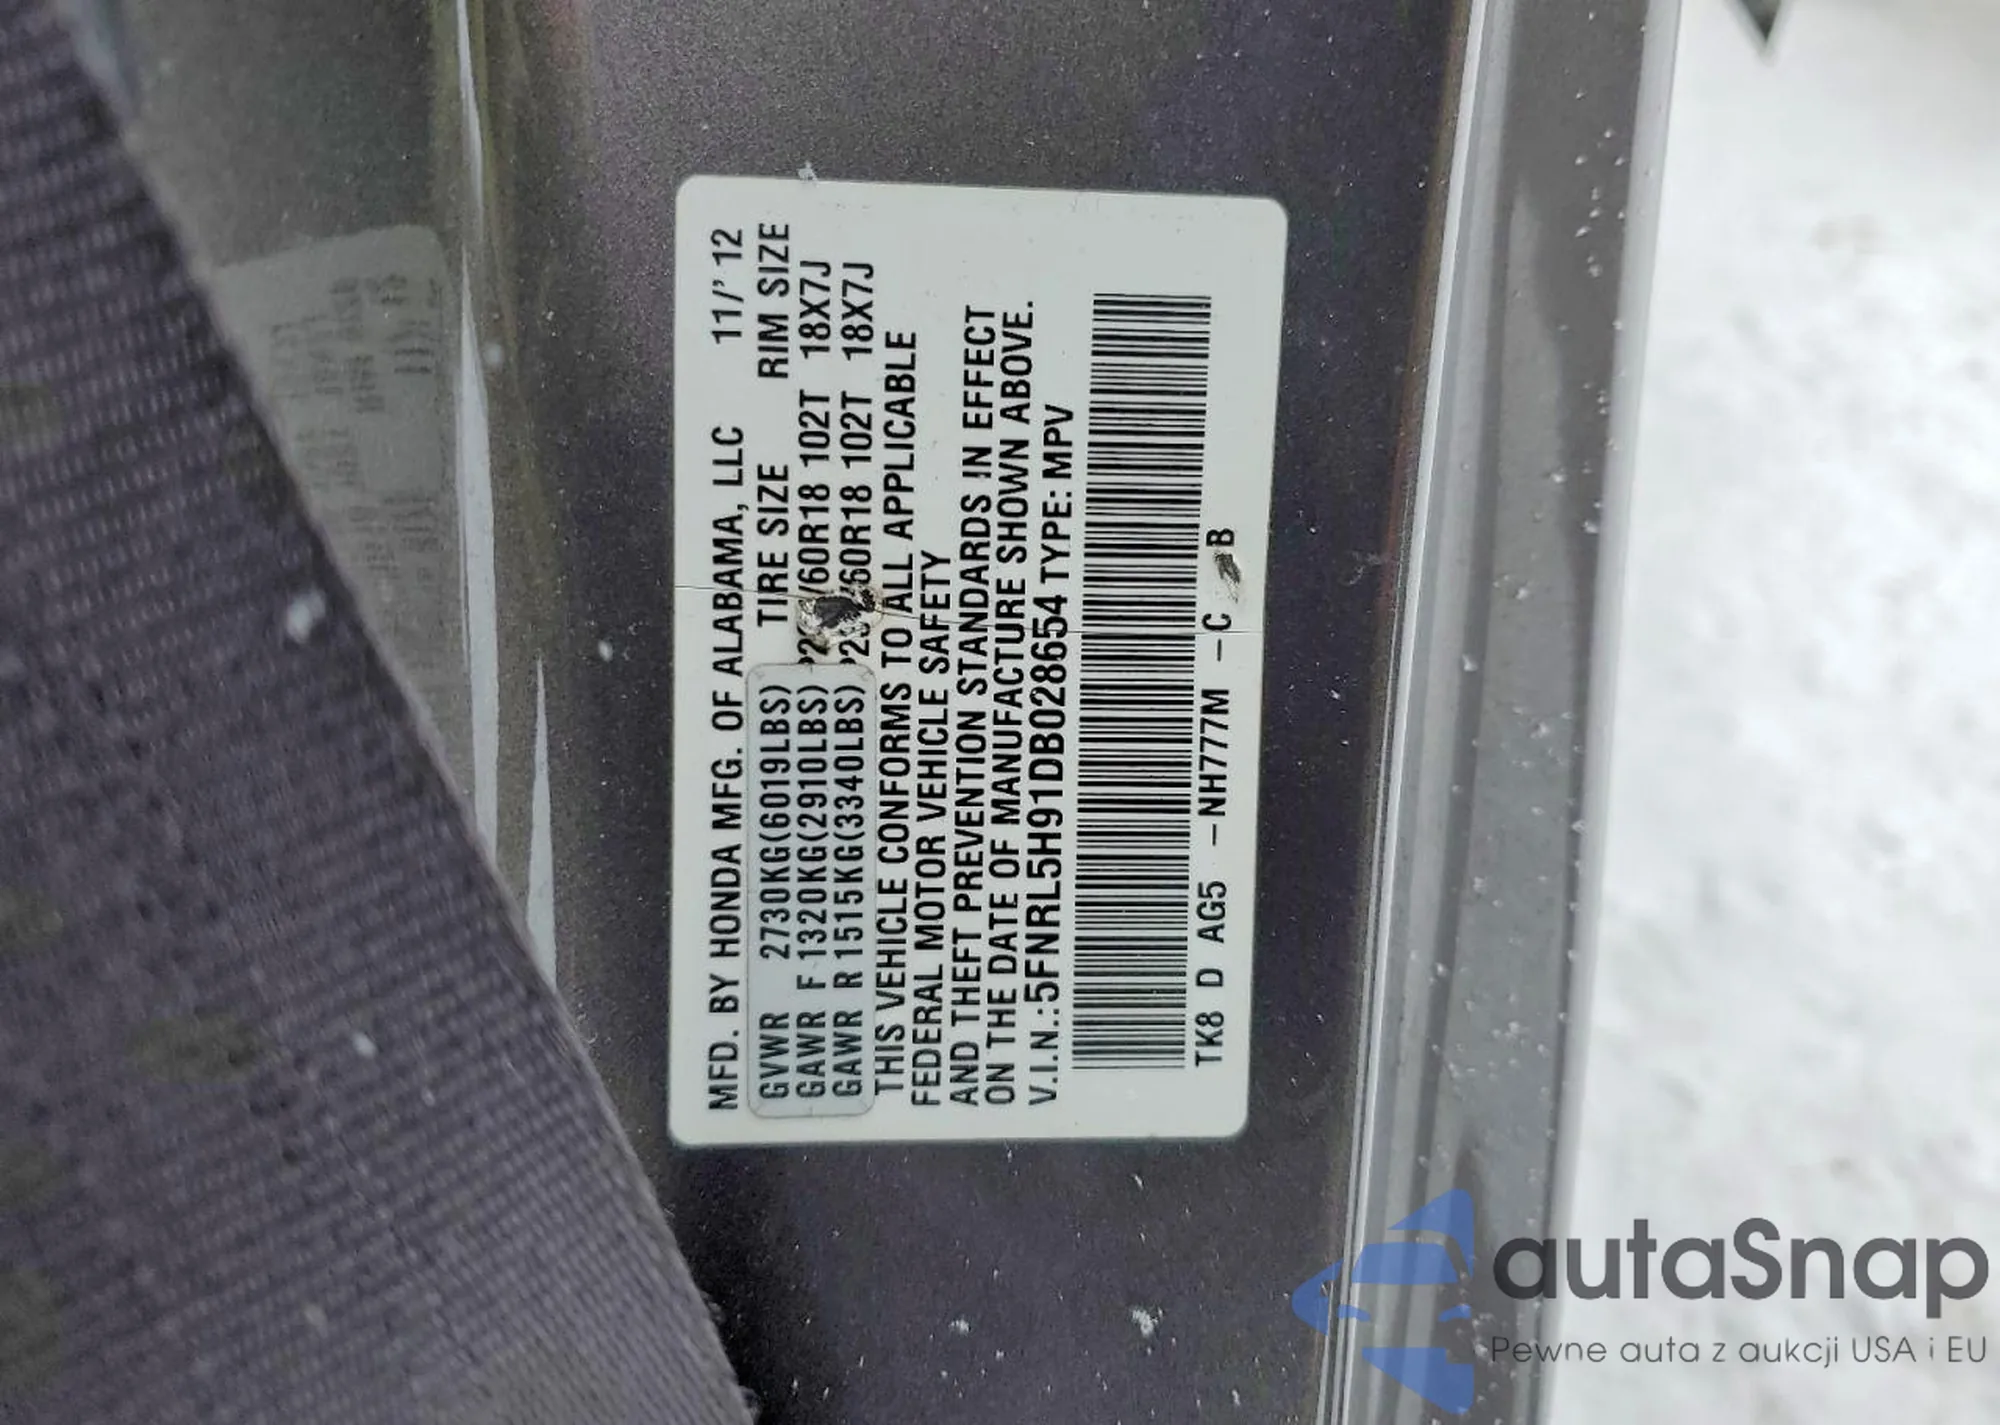 MFD. BY HONDA MFG. OF ALABAMA, LLC 11/'12
TIRE SIZE RIM SIZE
GVWR 2730KG(6019LBS)
GAWR F 1320KG(2910LBS) /60R18 102T 18X7J
GAWR R 1515KG(3340LBS) /60R18 102T 18X7J
THIS VEHICLE CONFORMS TO ALL APPLICABLE
FEDERAL MOTOR VEHICLE SAFETY
AND THEFT PREVENTION STANDARDS IN EFFECT
ON THE DATE OF MANUFACTURE SHOWN ABOVE.
V.I.N.:5FNRL5H91DB028654 TYPE: MPV
TK8 D AG5 -NH777M -C B
autaSnap
Pewne auta z aukcji USA i EU